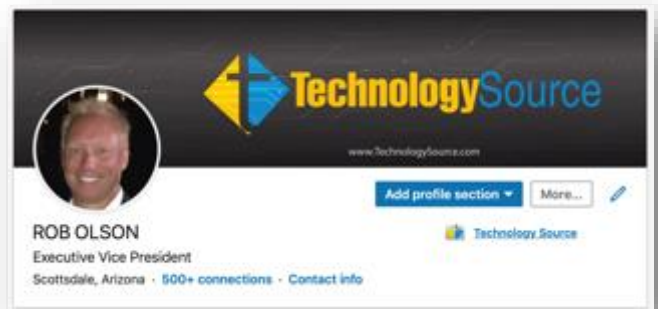 TechnologySource
www.TechnologySource.com
Add profile section
More...
ROB OLSON
Technology Source
Executive Vice President
Scottsdale, Arizona · 500+ connections · Contact info